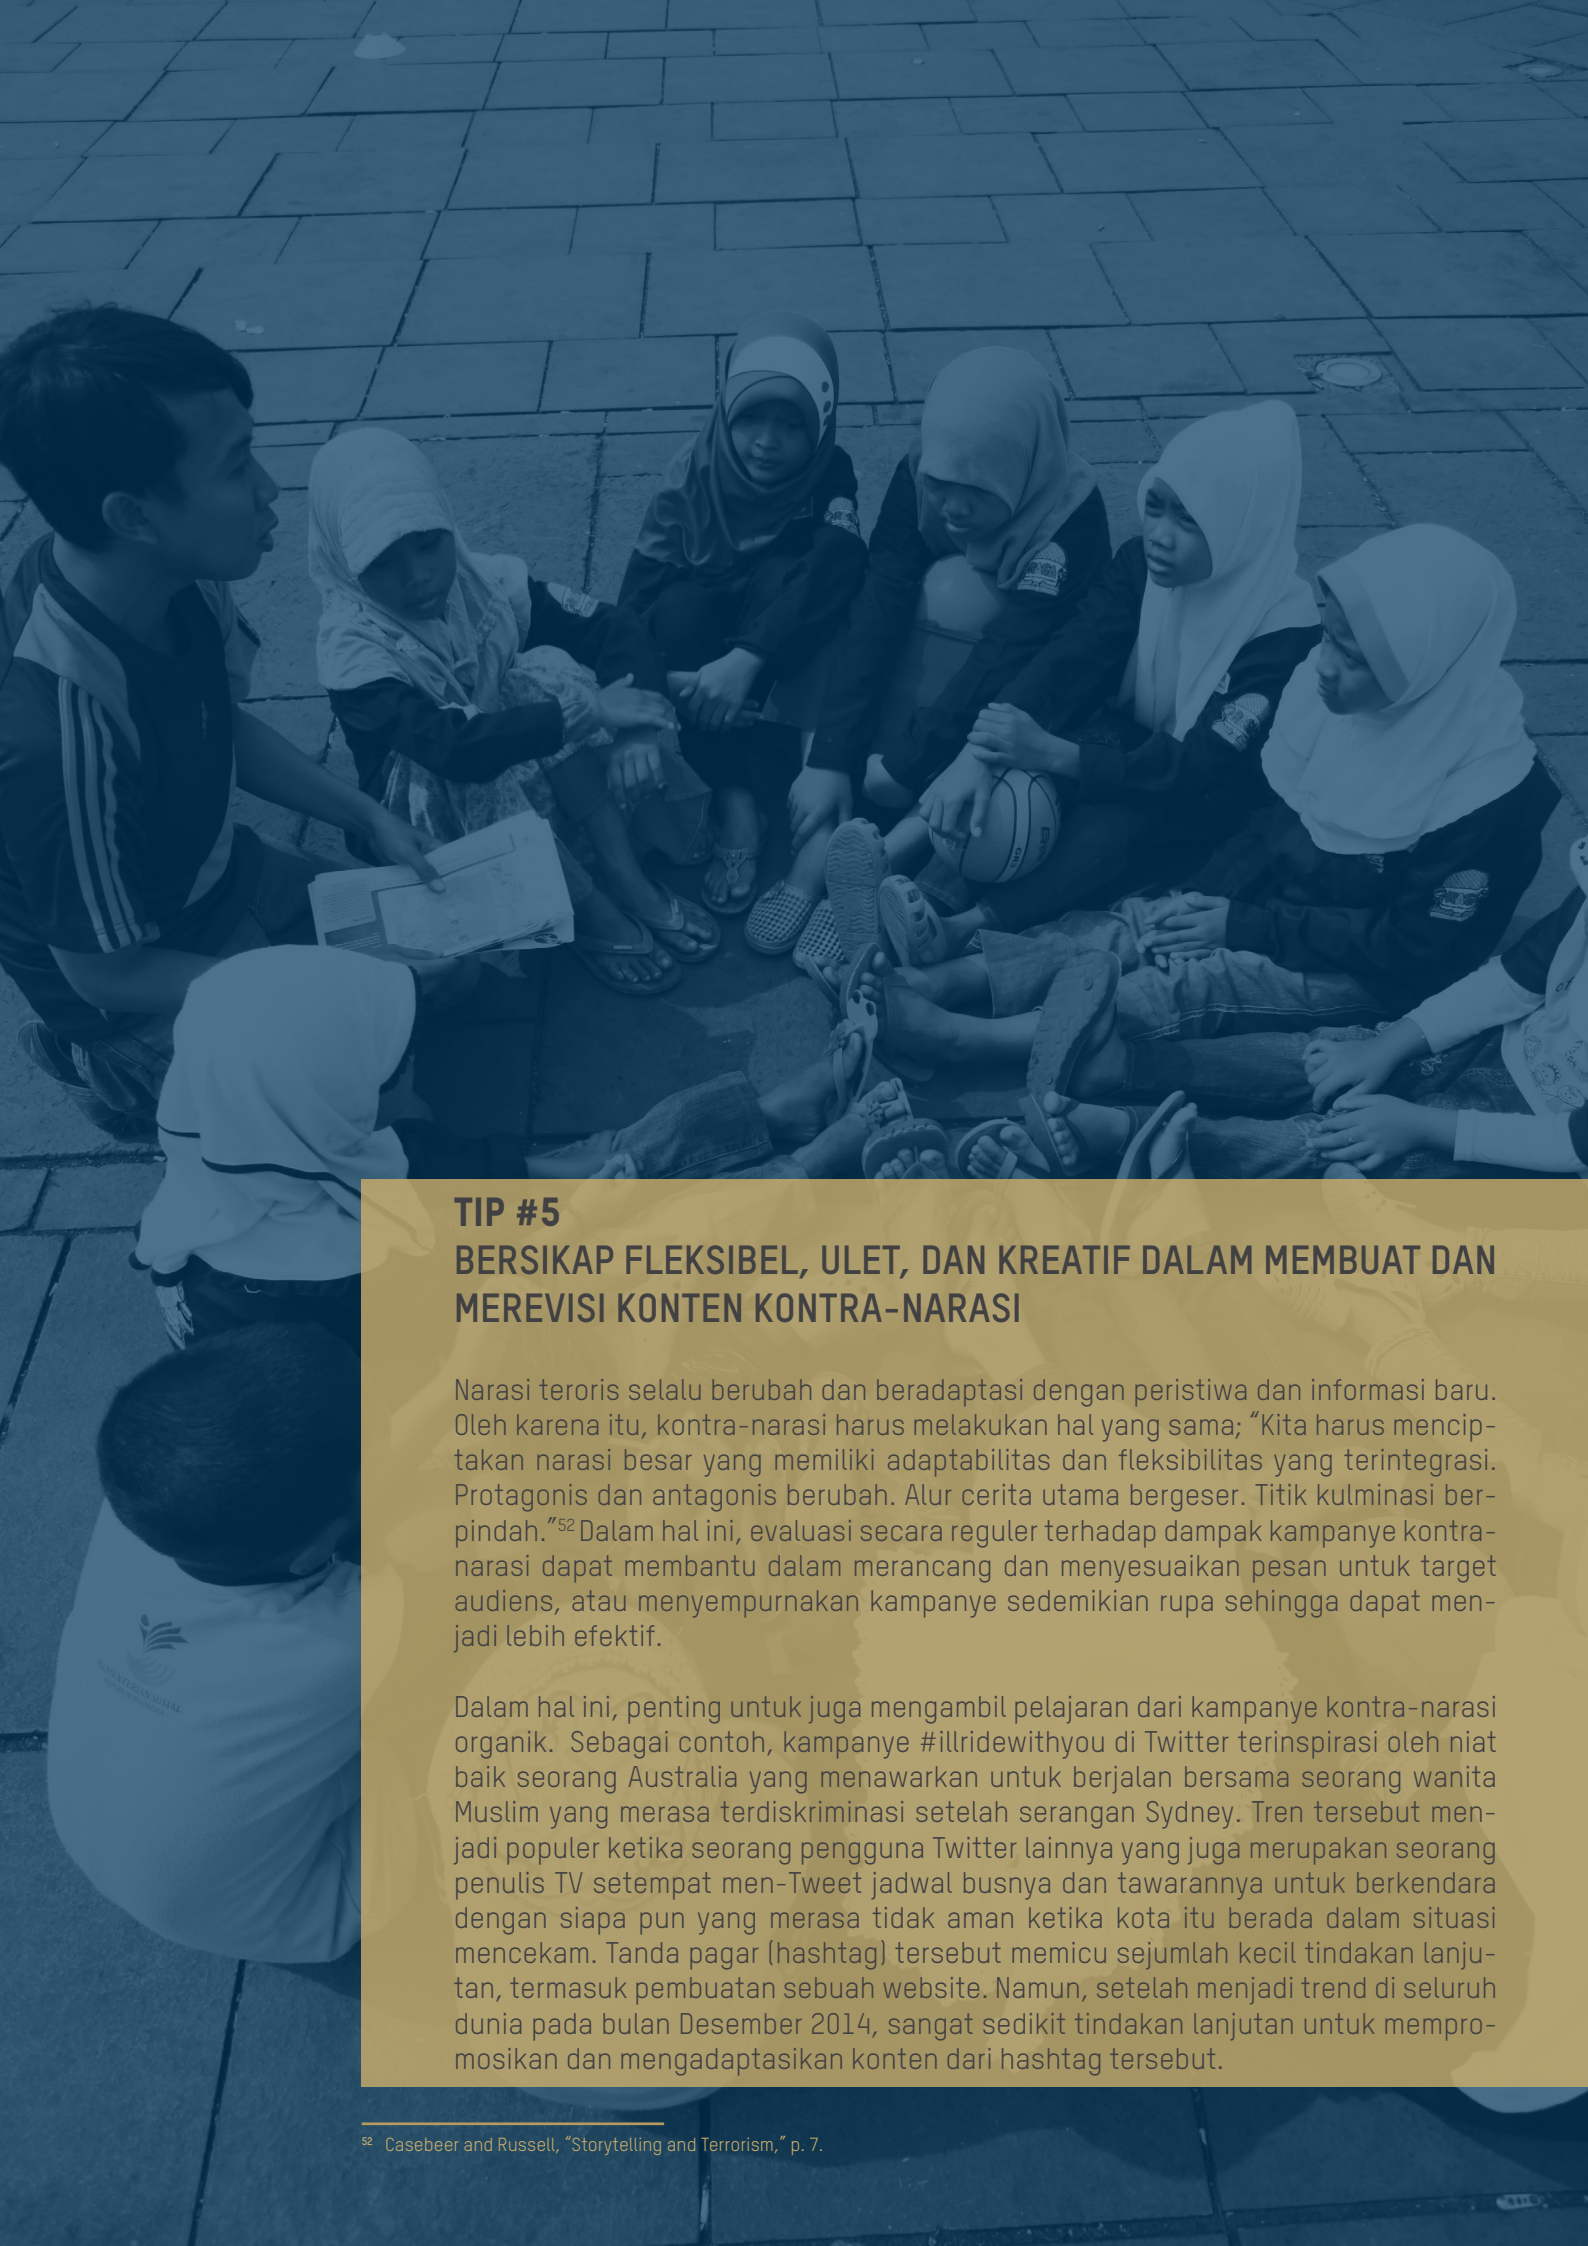 TIP #5
BERSIKAP FLEKSIBEL, ULET, DAN KREATIF DALAM MEMBUAT DAN
MEREVISI KONTEN KONTRA-NARASI
Narasi teroris selalu berubah dan beradaptasi dengan peristiwa dan informasi baru.
Oleh karena itu, kontra-narasi harus melakukan hal yang sama; “Kita harus mencip-
takan narasi besar yang memiliki adaptabilitas dan fleksibilitas yang terintegrasi.
Protagonis dan antagonis berubah. Alur cerita utama bergeser. Titik kulminasi ber-
pindah.”52 Dalam hal ini, evaluasi secara reguler terhadap dampak kampanye kontra-
narasi dapat membantu dalam merancang dan menyesuaikan pesan untuk target
audiens, atau menyempurnakan kampanye sedemikian rupa sehingga dapat men-
jadi lebih efektif.
Dalam hal ini, penting untuk juga mengambil pelajaran dari kampanye kontra-narasi
organik. Sebagai contoh, kampanye #illridewithyou di Twitter terinspirasi oleh niat
baik seorang Australia yang menawarkan untuk berjalan bersama seorang wanita
Muslim yang merasa terdiskriminasi setelah serangan Sydney. Tren tersebut men-
jadi populer ketika seorang pengguna Twitter lainnya yang juga merupakan seorang
penulis TV setempat men-Tweet jadwal busnya dan tawarannya untuk berkendara
dengan siapa pun yang merasa tidak aman ketika kota itu berada dalam situasi
mencekam. Tanda pagar (hashtag) tersebut memicu sejumlah kecil tindakan lanju-
tan, termasuk pembuatan sebuah website. Namun, setelah menjadi trend di seluruh
dunia pada bulan Desember 2014, sangat sedikit tindakan lanjutan untuk mempro-
mosikan dan mengadaptasikan konten dari hashtag tersebut.
52 Casebeer and Russell, “Storytelling and Terrorism,” p. 7.